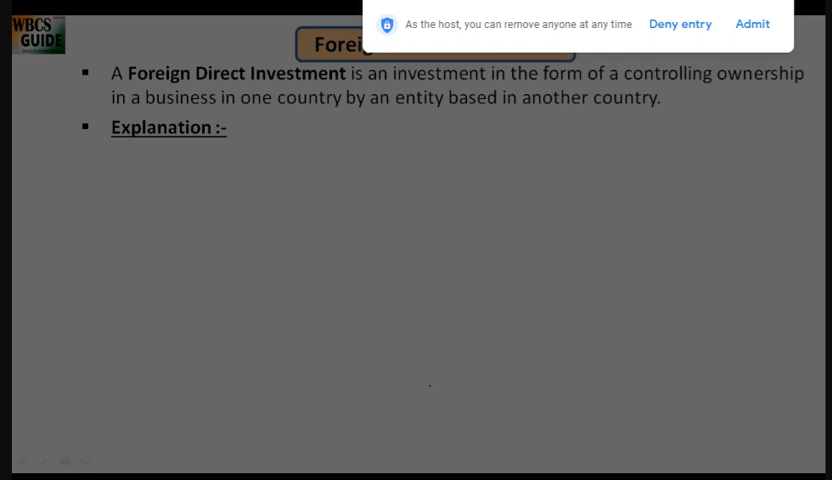 WBCS
GUIDE
As the host, you can remove anyone at any time Deny entry Admit
▪ A Foreign Direct Investment is an investment in the form of a controlling ownership
in a business in one country by an entity based in another country.
▪ Explanation :-